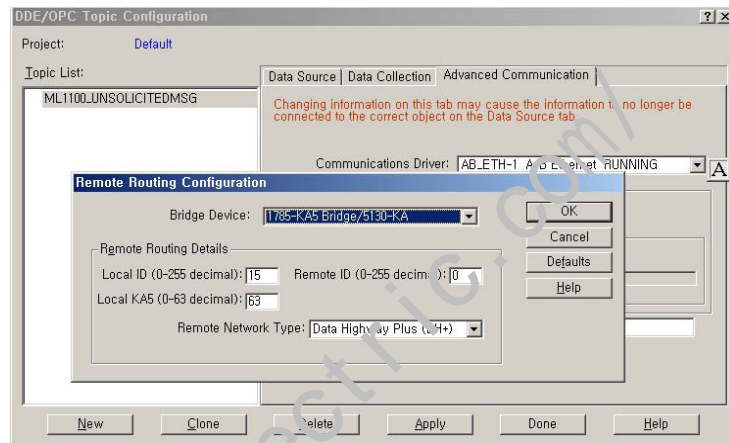 DDE/OPC Topic Configuration
Project: Default
Topic List:
ML1100_UNSOLICITEDMSG
Data Source
Data Collection
Advanced Communication
Changing information on this tab may cause the information to no longer be
connected to the correct object on the Data Source tab
Communications Driver: AB_ETH-1 A-B Ethernet RUNNING
A
Remote Routing Configuration
Bridge Device: 1785-KA5 Bridge/5130-KA
OK
Cancel
Defaults
Help
Remote Routing Details
Local ID (0-255 decimal): 15 Remote ID (0-255 decimal): 0
Local KA5 (0-63 decimal): 63
Remote Network Type: Data Highway Plus (DH+)
New Clone Delete Apply Done Help